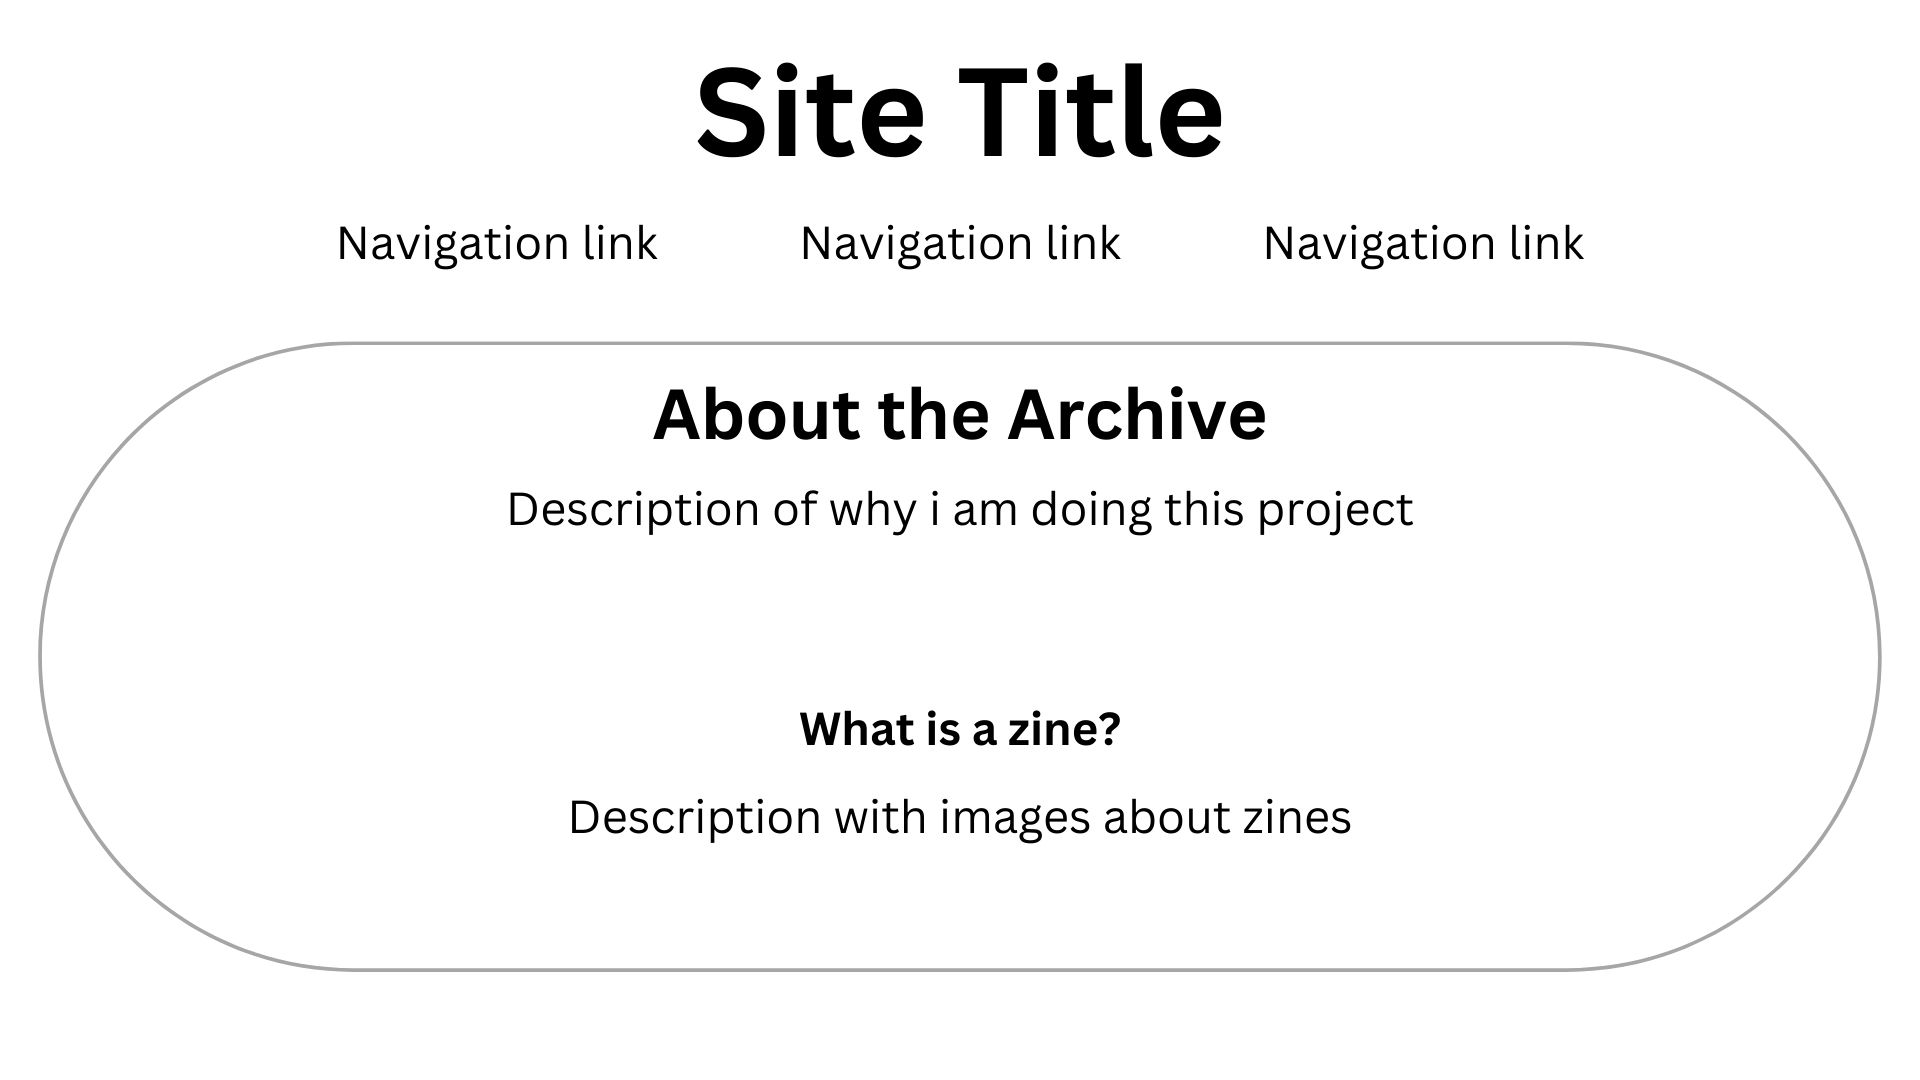 Site Title
Navigation link Navigation link Navigation link
About the Archive
Description of why i am doing this project
What is a zine?
Description with images about zines